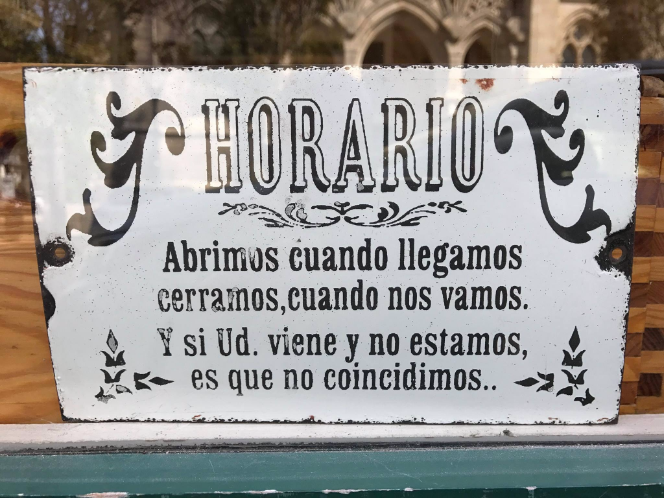 HORARIO
Abrimos cuando llegamos
cerramos,cuando nos vamos.
Y si Ud. viene y no estamos,
es que no coincidimos..